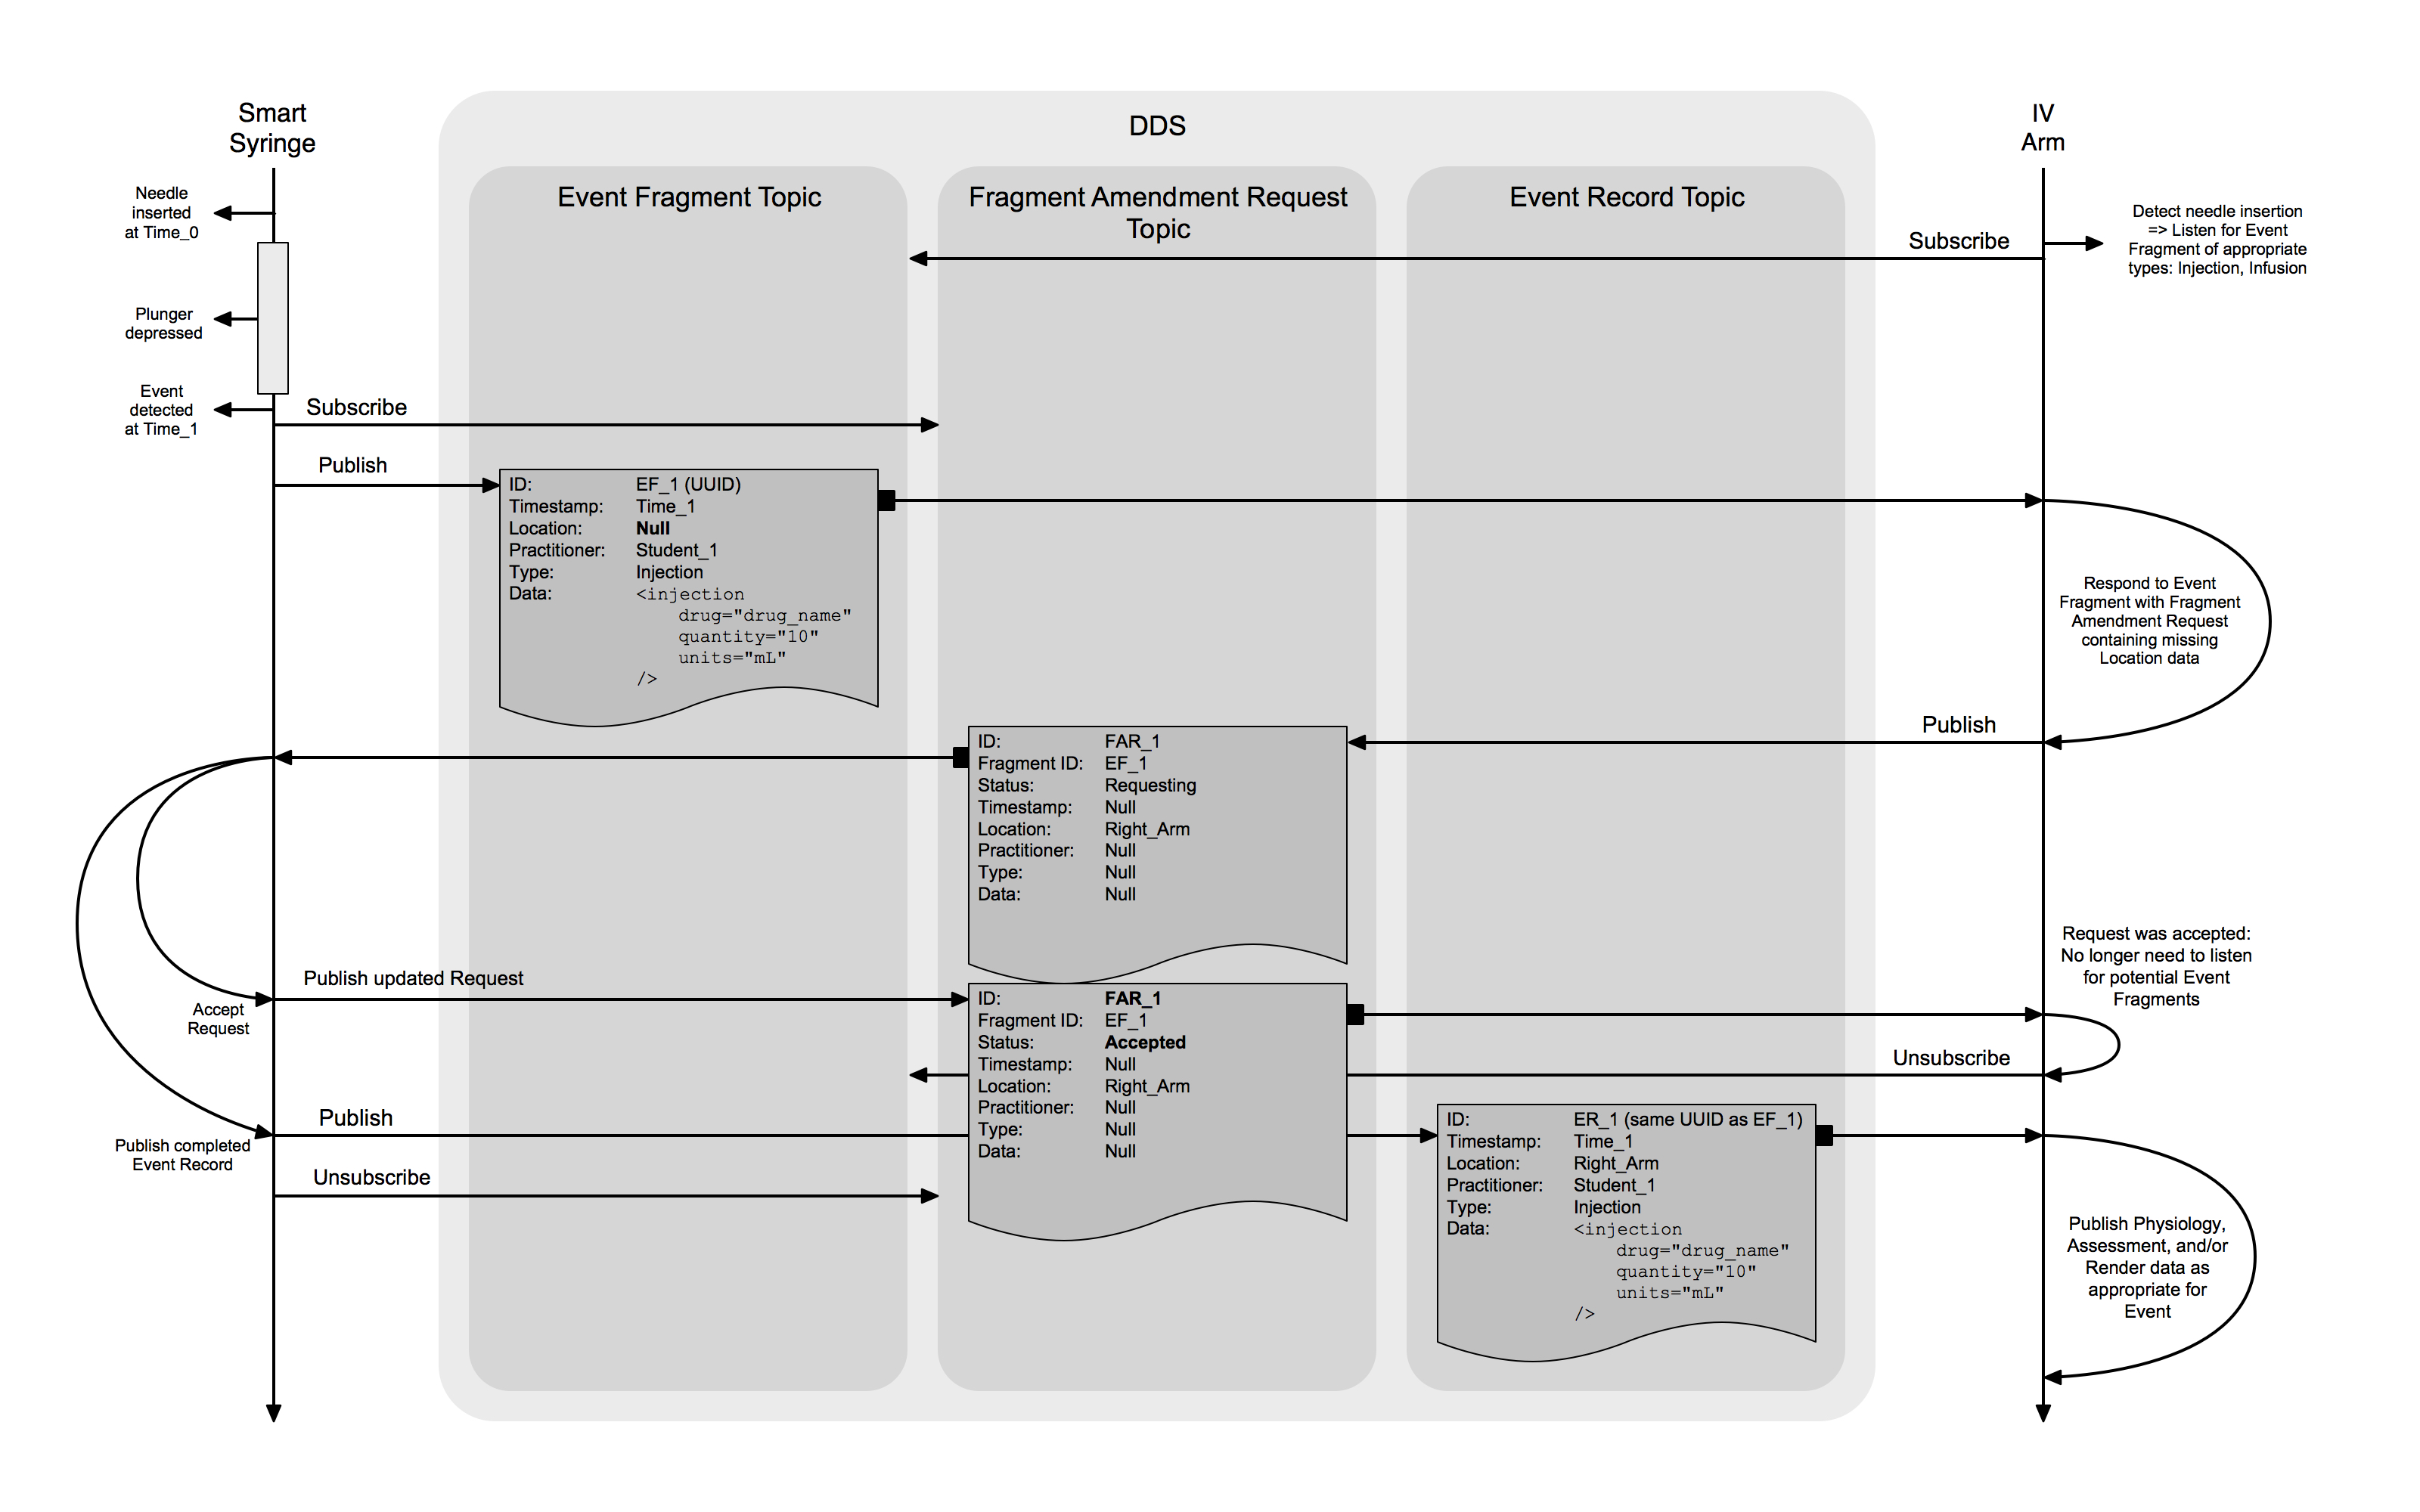 Smart
Syringe
DDS
IV
Arm
Event Fragment Topic
Fragment Amendment Request
Topic
Event Record Topic
Needle
inserted
at Time_0
Subscribe
Detect needle insertion
=> Listen for Event
Fragment of appropriate
types: Injection, Infusion
Plunger
depressed
Event
detected
at Time_1
Subscribe
Publish
ID: EF_1 (UUID)
Timestamp: Time_1
Location: Null
Practitioner: Student_1
Type: Injection
Data: <injection
drug="drug_name"
quantity="10"
units="mL"
/>
Respond to Event
Fragment with Fragment
Amendment Request
containing missing
Location data
Publish
ID: FAR_1
Fragment ID: EF_1
Status: Requesting
Timestamp: Null
Location: Right_Arm
Practitioner: Null
Type: Null
Data: Null
Request was accepted:
No longer need to listen
for potential Event
Fragments
Publish updated Request
Accept
Request
ID: FAR_1
Fragment ID: EF_1
Status: Accepted
Timestamp: Null
Location: Right_Arm
Practitioner: Null
Type: Null
Data: Null
Unsubscribe
Publish
Publish completed
Event Record
Unsubscribe
ID: ER_1 (same UUID as EF_1)
Timestamp: Time_1
Location: Right_Arm
Practitioner: Student_1
Type: Injection
Data: <injection
drug="drug_name"
quantity="10"
units="mL"
/>
Publish Physiology,
Assessment, and/or
Render data as
appropriate for
Event